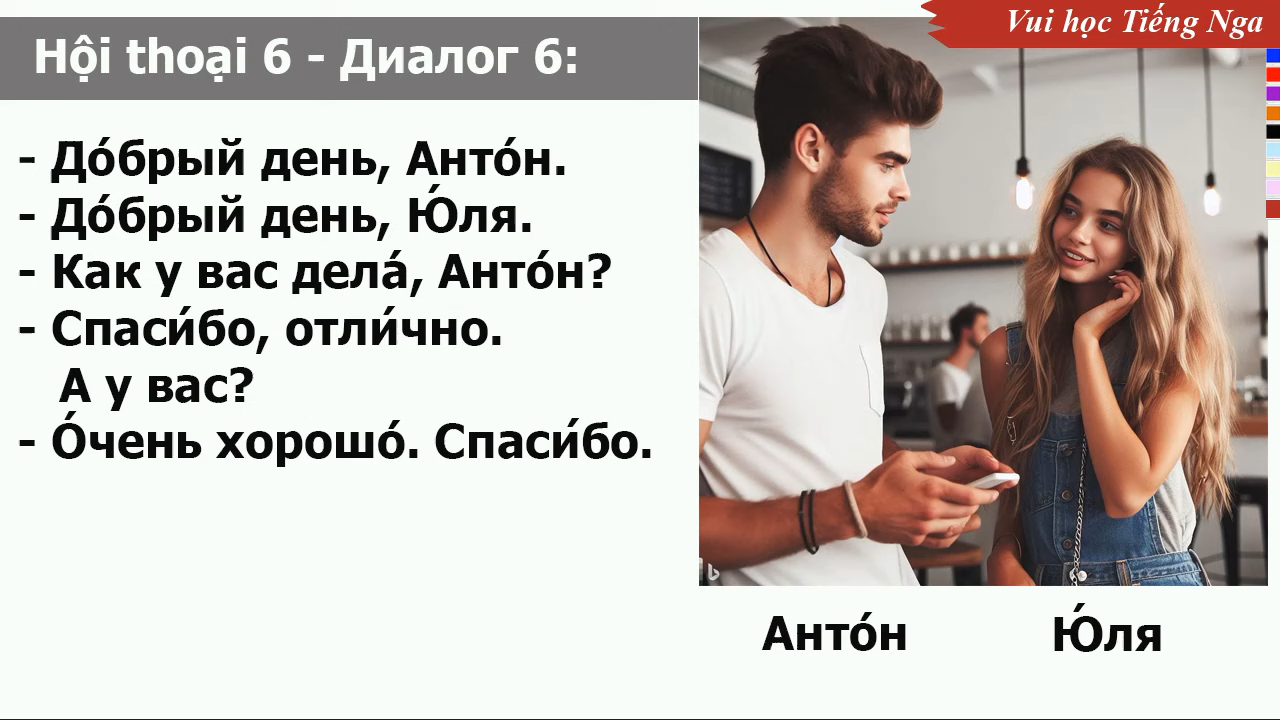 Vui học Tiếng Nga
Hội thoại 6 - Диалог 6:
- До́брый день, Анто́н.
- До́брый день, Ю́ля.
- Как у вас дела́, Анто́н?
- Спаси́бо, отли́чно.
А у вас?
- О́чень хорошо́. Спаси́бо.
Анто́н
Ю́ля